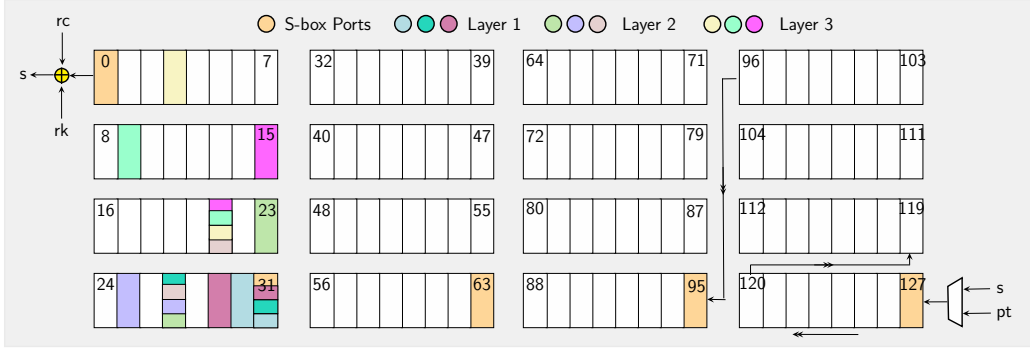 rc
S-box Ports Layer 1 Layer 2 Layer 3
s
rk
0 7 32 39 64 71 96 103
8 15 40 47 72 79 104 111
16 23 48 55 80 87 112 119
24 31 56 63 88 95 120 127
s
pt